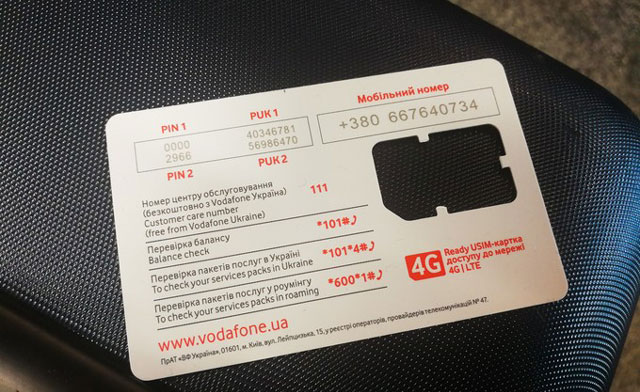 PIN 1 PUK 1
0000 40346781
2966 56986470
PIN 2 PUK 2
Мобільний номер
+380 667640734
Номер центру обслуговування
(безкоштовно з Vodafone Україна)
Customer care number
(free from Vodafone Ukraine)
111
Перевірка балансу
Balance check
*101#
Перевірка пакетів послуг в Україні
To check your services packs in Ukraine
*101*4#
Перевірка пакетів послуг у роумінгу
To check your services packs in roaming
*600*1#
4G
Ready USIM-картка
доступу до мережі
4G | LTE
www.vodafone.ua
ПрАТ «ВФ Україна», 01601, м. Київ, вул. Лейпцизька, 15, у реєстрі операторів, провайдерів телекомунікацій № 47.